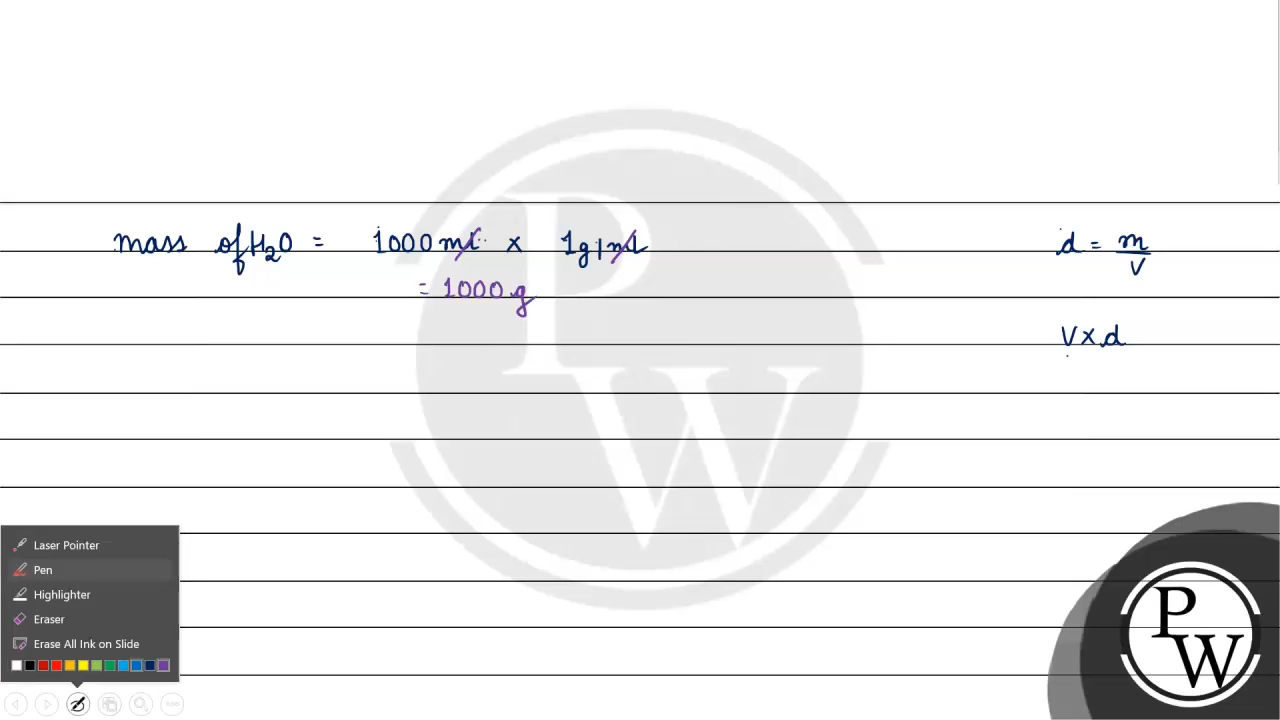 mass of H₂O = 1000 mL × 1g/mL
= 1000 g
d = m/V
V × d
Laser Pointer
Pen
Highlighter
Eraser
Erase All Ink on Slide
P
W
P
W